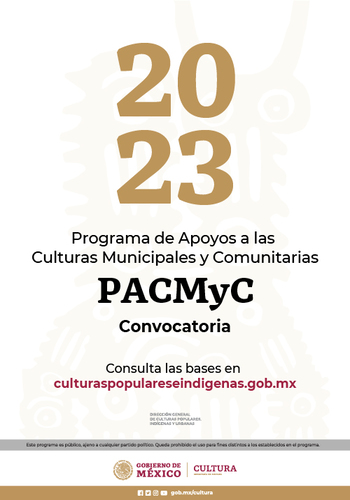 20
23
Programa de Apoyos a las
Culturas Municipales y Comunitarias
PACMyC
Convocatoria
Consulta las bases en
culturaspopulareseindigenas.gob.mx
DIRECCIÓN GENERAL
DE CULTURAS POPULARES,
INDÍGENAS Y URBANAS
Este programa es público, ajeno a cualquier partido político. Queda prohibido el uso para fines distintos a los establecidos en el programa.
GOBIERNO DE
MÉXICO
CULTURA
gob.mx/cultura